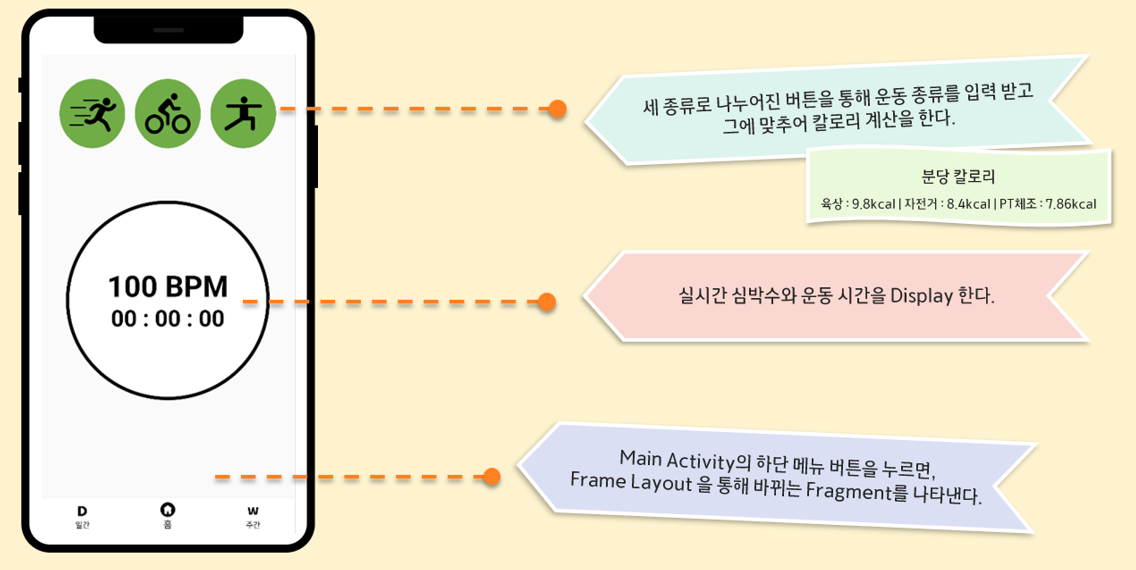 세 종류로 나누어진 버튼을 통해 운동 종류를 입력 받고
그에 맞추어 칼로리 계산을 한다.
분당 칼로리
육상 : 9.8kcal | 자전거 : 8.4kcal | PT체조 : 7.86kcal
100 BPM
00 : 00 : 00
실시간 심박수와 운동 시간을 Display 한다.
Main Activity의 하단 메뉴 버튼을 누르면,
Frame Layout 을 통해 바뀌는 Fragment를 나타낸다.
D
일간
홈
W
주간